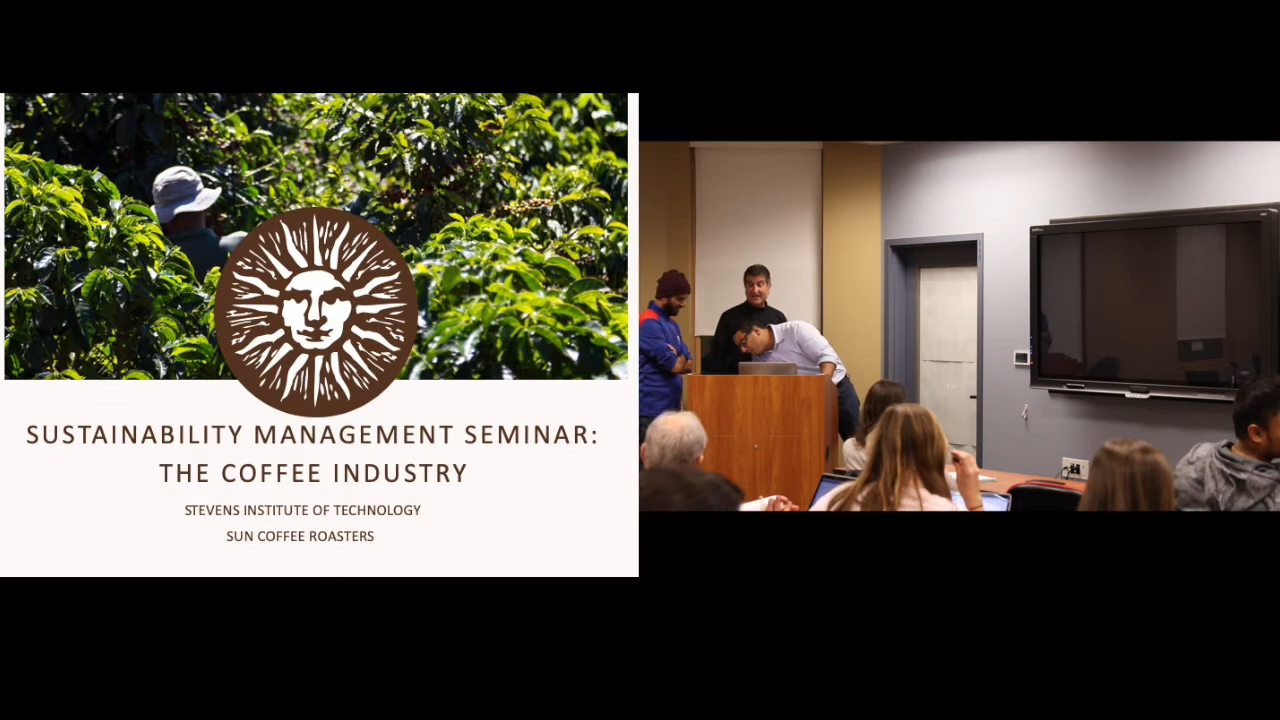 SUSTAINABILITY MANAGEMENT SEMINAR:
THE COFFEE INDUSTRY
STEVENS INSTITUTE OF TECHNOLOGY
SUN COFFEE ROASTERS